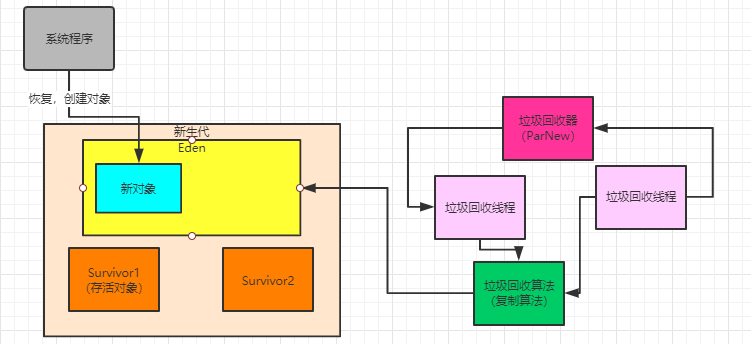 系统程序
恢复，创建对象
新生代
Eden
新对象
Survivor1
（存活对象）
Survivor2
垃圾回收器
（ParNew）
垃圾回收线程
垃圾回收线程
垃圾回收算法
（复制算法）